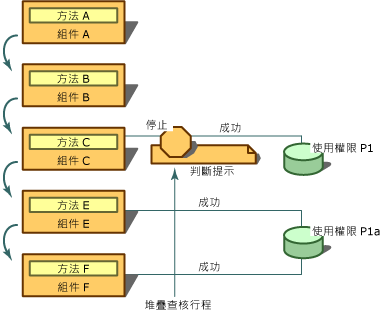 方法 A
組件 A
方法 B
組件 B
停止
成功
方法 C
組件 C
使用權限 P1
判斷提示
成功
方法 E
組件 E
使用權限 P1a
成功
方法 F
組件 F
堆疊查核行程